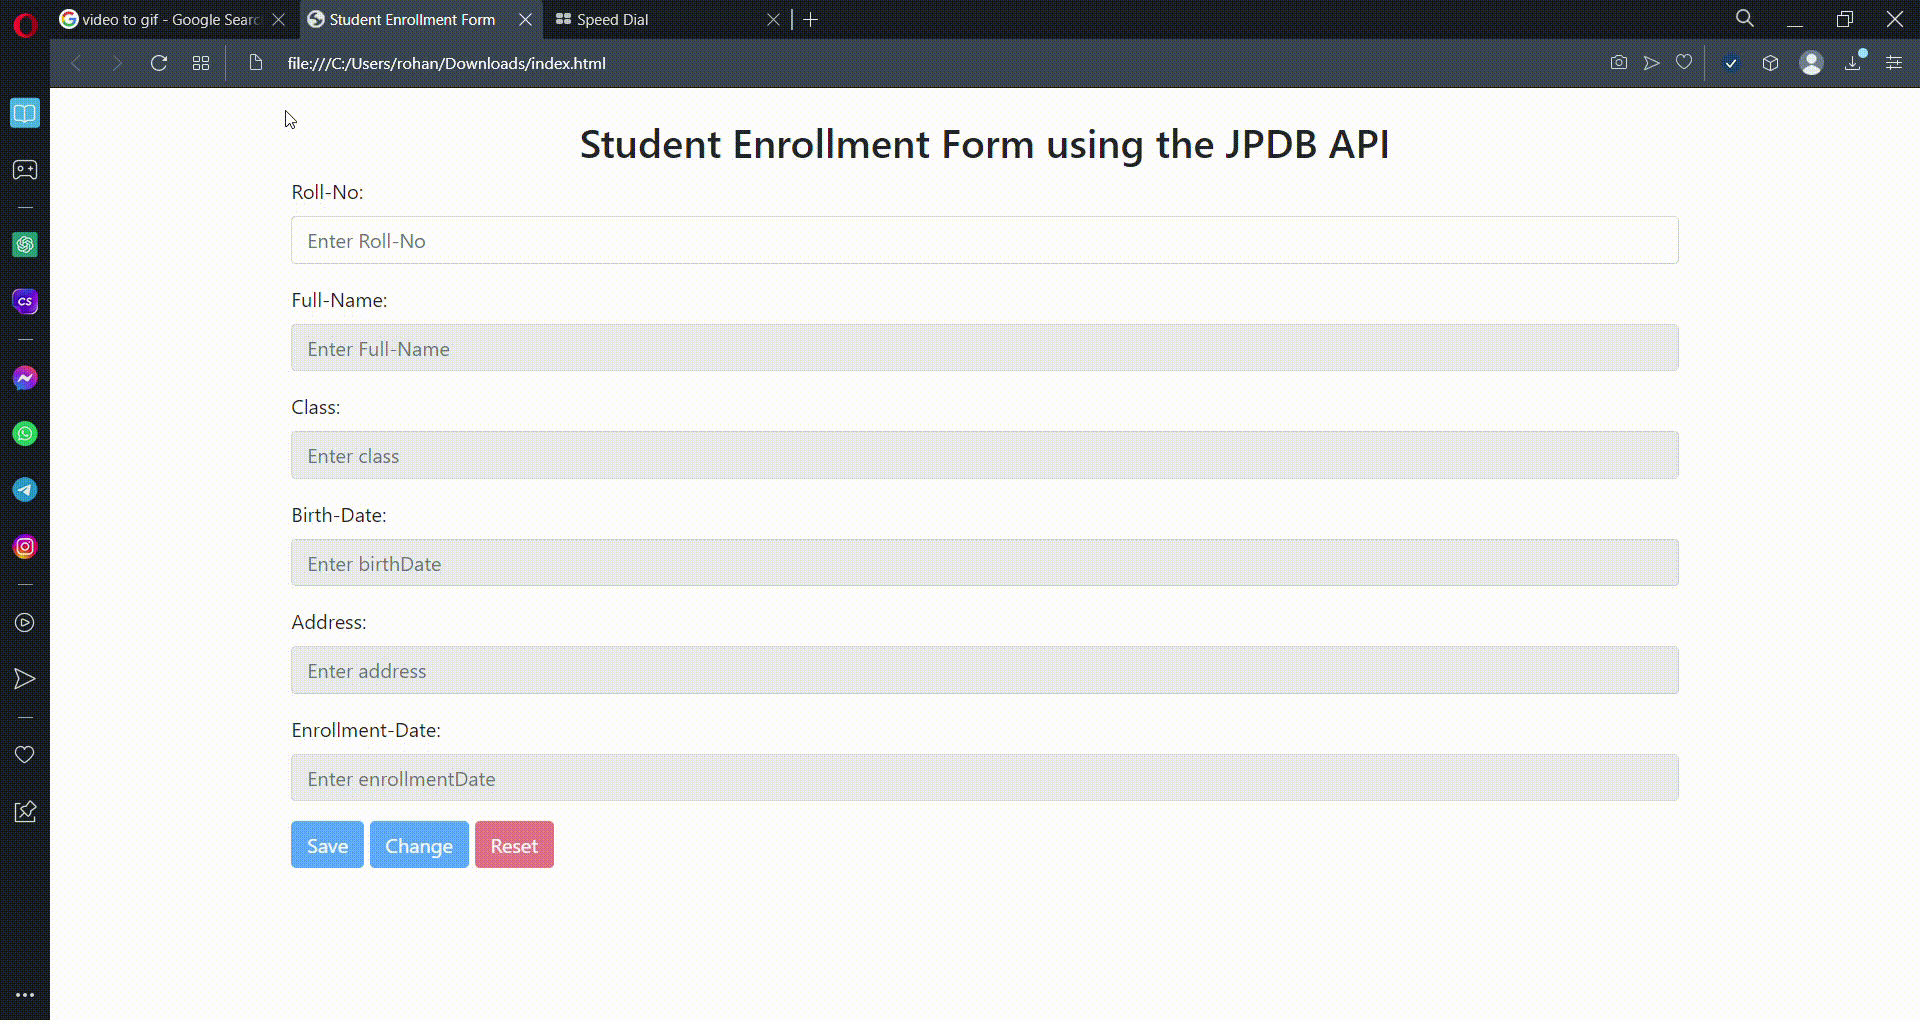 video to gif - Google Searc
Student Enrollment Form
Speed Dial
file:///C:/Users/rohan/Downloads/index.html
CS
Student Enrollment Form using the JPDB API
Roll-No:
Enter Roll-No
Full-Name:
Enter Full-Name
Class:
Enter class
Birth-Date:
Enter birthDate
Address:
Enter address
Enrollment-Date:
Enter enrollmentDate
Save Change Reset